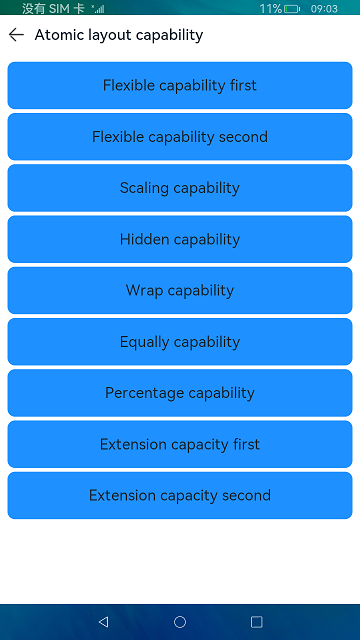 没有 SIM 卡 11% 09:03
Atomic layout capability
Flexible capability first
Flexible capability second
Scaling capability
Hidden capability
Wrap capability
Equally capability
Percentage capability
Extension capacity first
Extension capacity second